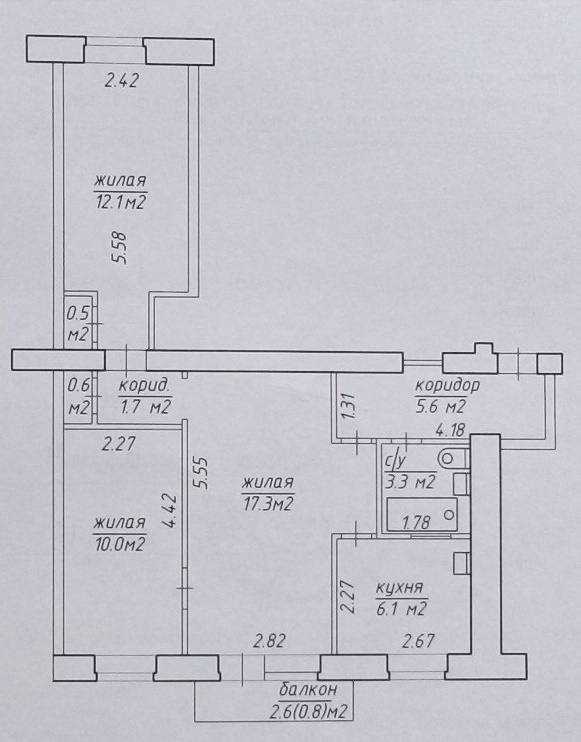 2.42
жилая
12.1м2
5.58
0.5
м2
0.6
м2
корид.
1.7 м2
коридор
5.6 м2
1.31
4.18
2.27
5.55
4.42
жилая
17.3м2
с/у
3.3 м2
1.78
жилая
10.0м2
2.27
кухня
6.1 м2
2.82
2.67
балкон
2.6(0.8)м2